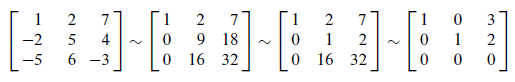 [ 1 2 7 ] ~ [ 1 2 7 ] ~ [ 1 2 7 ] ~ [ 1 0 3 ]
[ −2 5 4 ] ~ [ 0 9 18 ] ~ [ 0 1 2 ] ~ [ 0 1 2 ]
[ −5 6 −3 ] ~ [ 0 16 32 ] ~ [ 0 16 32 ] ~ [ 0 0 0 ]